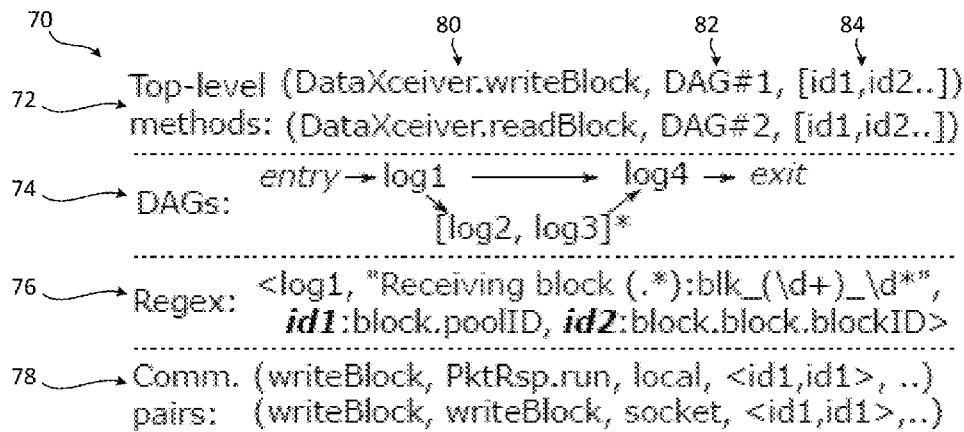 70 80 82 84
72 Top-level (DataXceiver.writeBlock, DAG#1, [id1,id2..])
methods: (DataXceiver.readBlock, DAG#2, [id1,id2..])
74 DAGs: entry log1 log4 exit
[log2, log3]*
76 Regex: <log1, "Receiving block (.*):blk_(\d+)_\d*",
id1:block.poolID, id2:block.block.blockID>
78 Comm. (writeBlock, PktRsp.run, local, <id1,id1>, ..)
pairs: (writeBlock, writeBlock, socket, <id1,id1>,..)